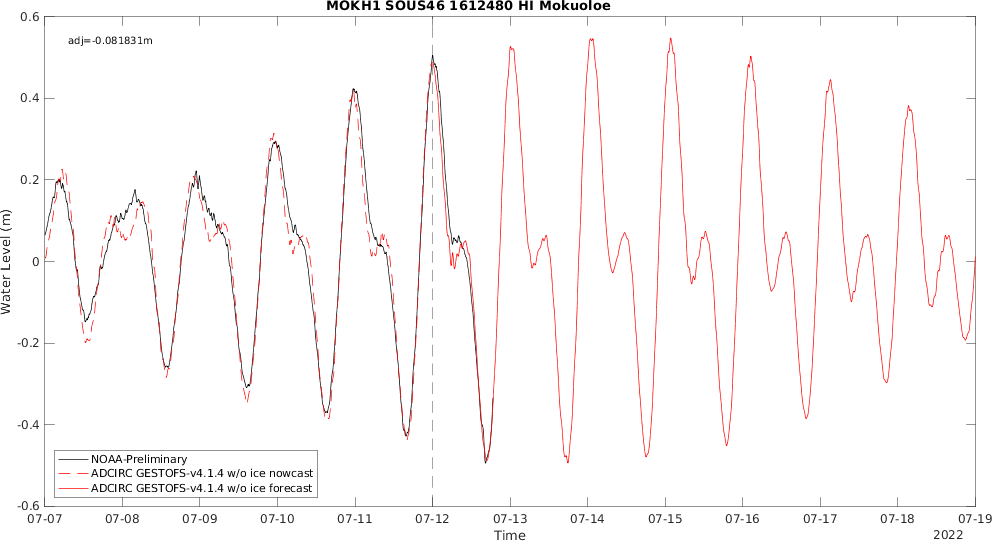 MOKH1 SOUS46 1612480 HI Mokuoloe
adj=-0.081831m
0.6
0.4
0.2
0
-0.2
-0.4
-0.6
Water Level (m)
NOAA-Preliminary
ADCIRC GESTOFS-v4.1.4 w/o ice nowcast
ADCIRC GESTOFS-v4.1.4 w/o ice forecast
07-07 07-08 07-09 07-10 07-11 07-12 07-13 07-14 07-15 07-16 07-17 07-18 07-19
Time
2022